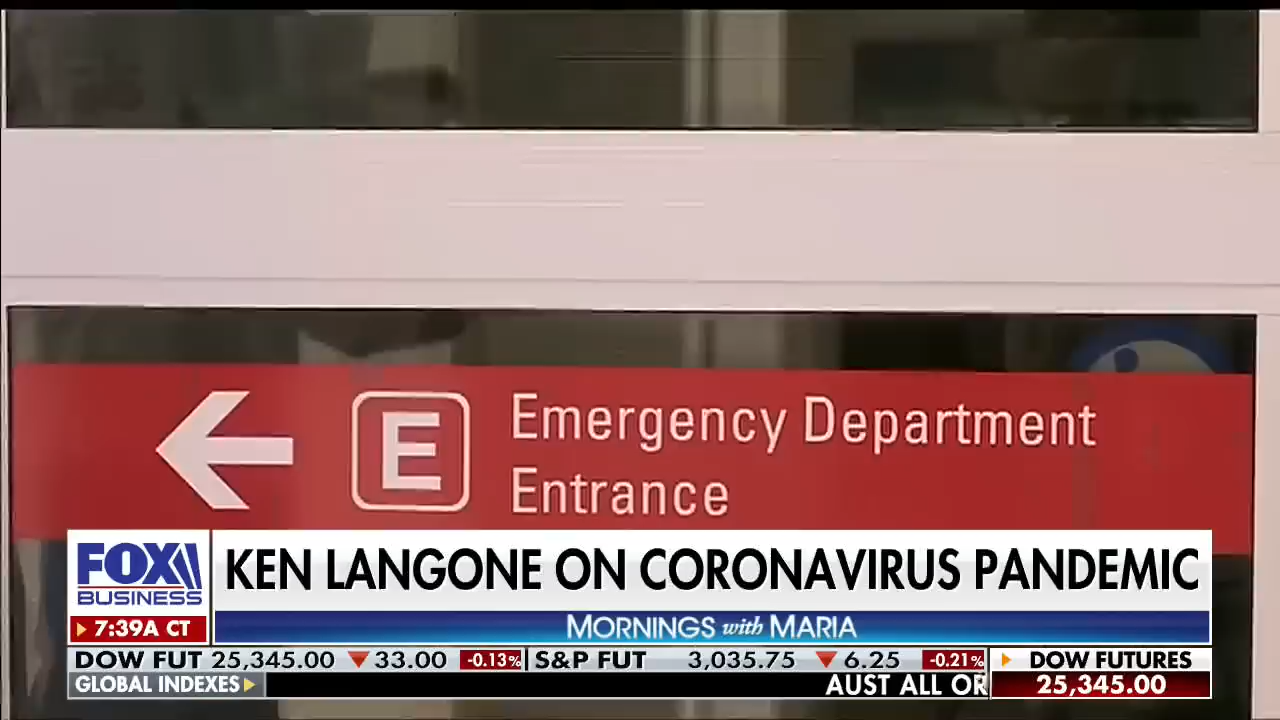 E
Emergency Department
Entrance
FOX
BUSINESS
KEN LANGONE ON CORONAVIRUS PANDEMIC
7:39A CT
MORNINGS with MARIA
DOW FUT 25,345.00 ▼ 33.00 -0.13%
S&P FUT 3,035.75 ▼ 6.25 -0.21%
DOW FUTURES
GLOBAL INDEXES
AUST ALL OR
25,345.00